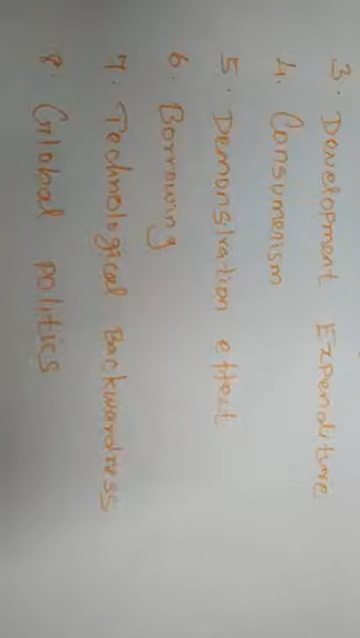 3. Development Expenditure
4. Consumerism
5. Demonstration effect
6. Borrowing
7. Technological Backwardness
8. Global politics